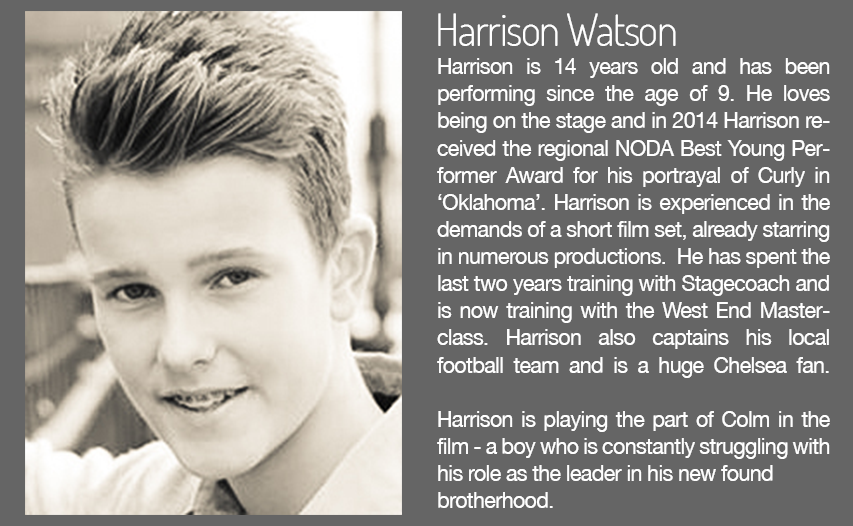 Harrison Watson
Harrison is 14 years old and has been
performing since the age of 9. He loves
being on the stage and in 2014 Harrison re-
ceived the regional NODA Best Young Per-
former Award for his portrayal of Curly in
‘Oklahoma’. Harrison is experienced in the
demands of a short film set, already starring
in numerous productions.  He has spent the
last two years training with Stagecoach and
is now training with the West End Master-
class. Harrison also captains his local
football team and is a huge Chelsea fan.
Harrison is playing the part of Colm in the
film - a boy who is constantly struggling with
his role as the leader in his new found
brotherhood.